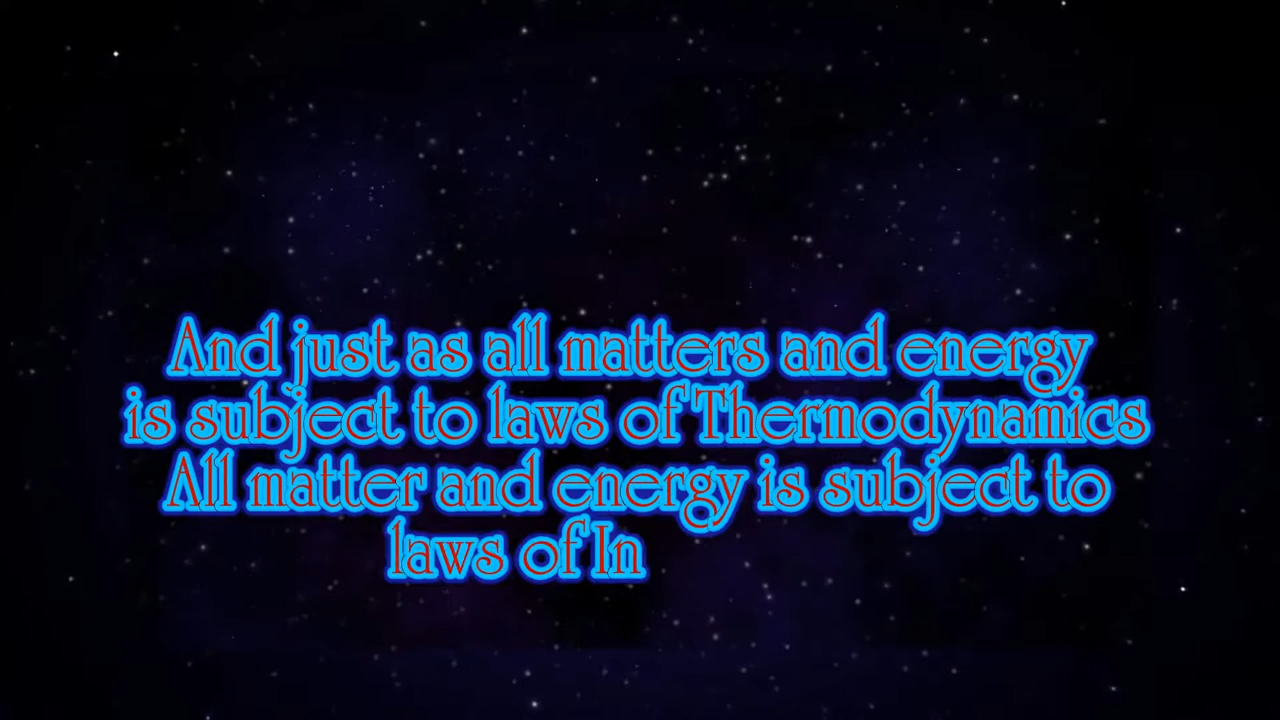 And just as all matters and energy
is subject to laws of Thermodynamics
All matter and energy is subject to
laws of In